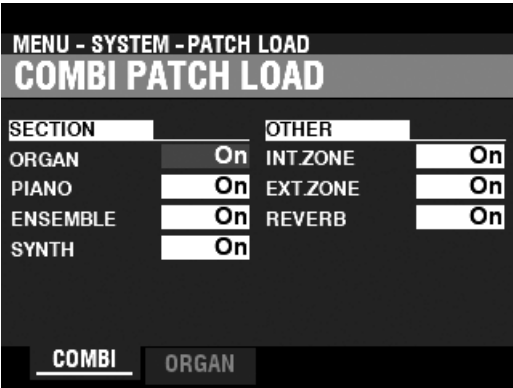 MENU - SYSTEM - PATCH LOAD
COMBI PATCH LOAD
SECTION OTHER
ORGAN On INT.ZONE On
PIANO On EXT.ZONE On
ENSEMBLE On REVERB On
SYNTH On
COMBI ORGAN